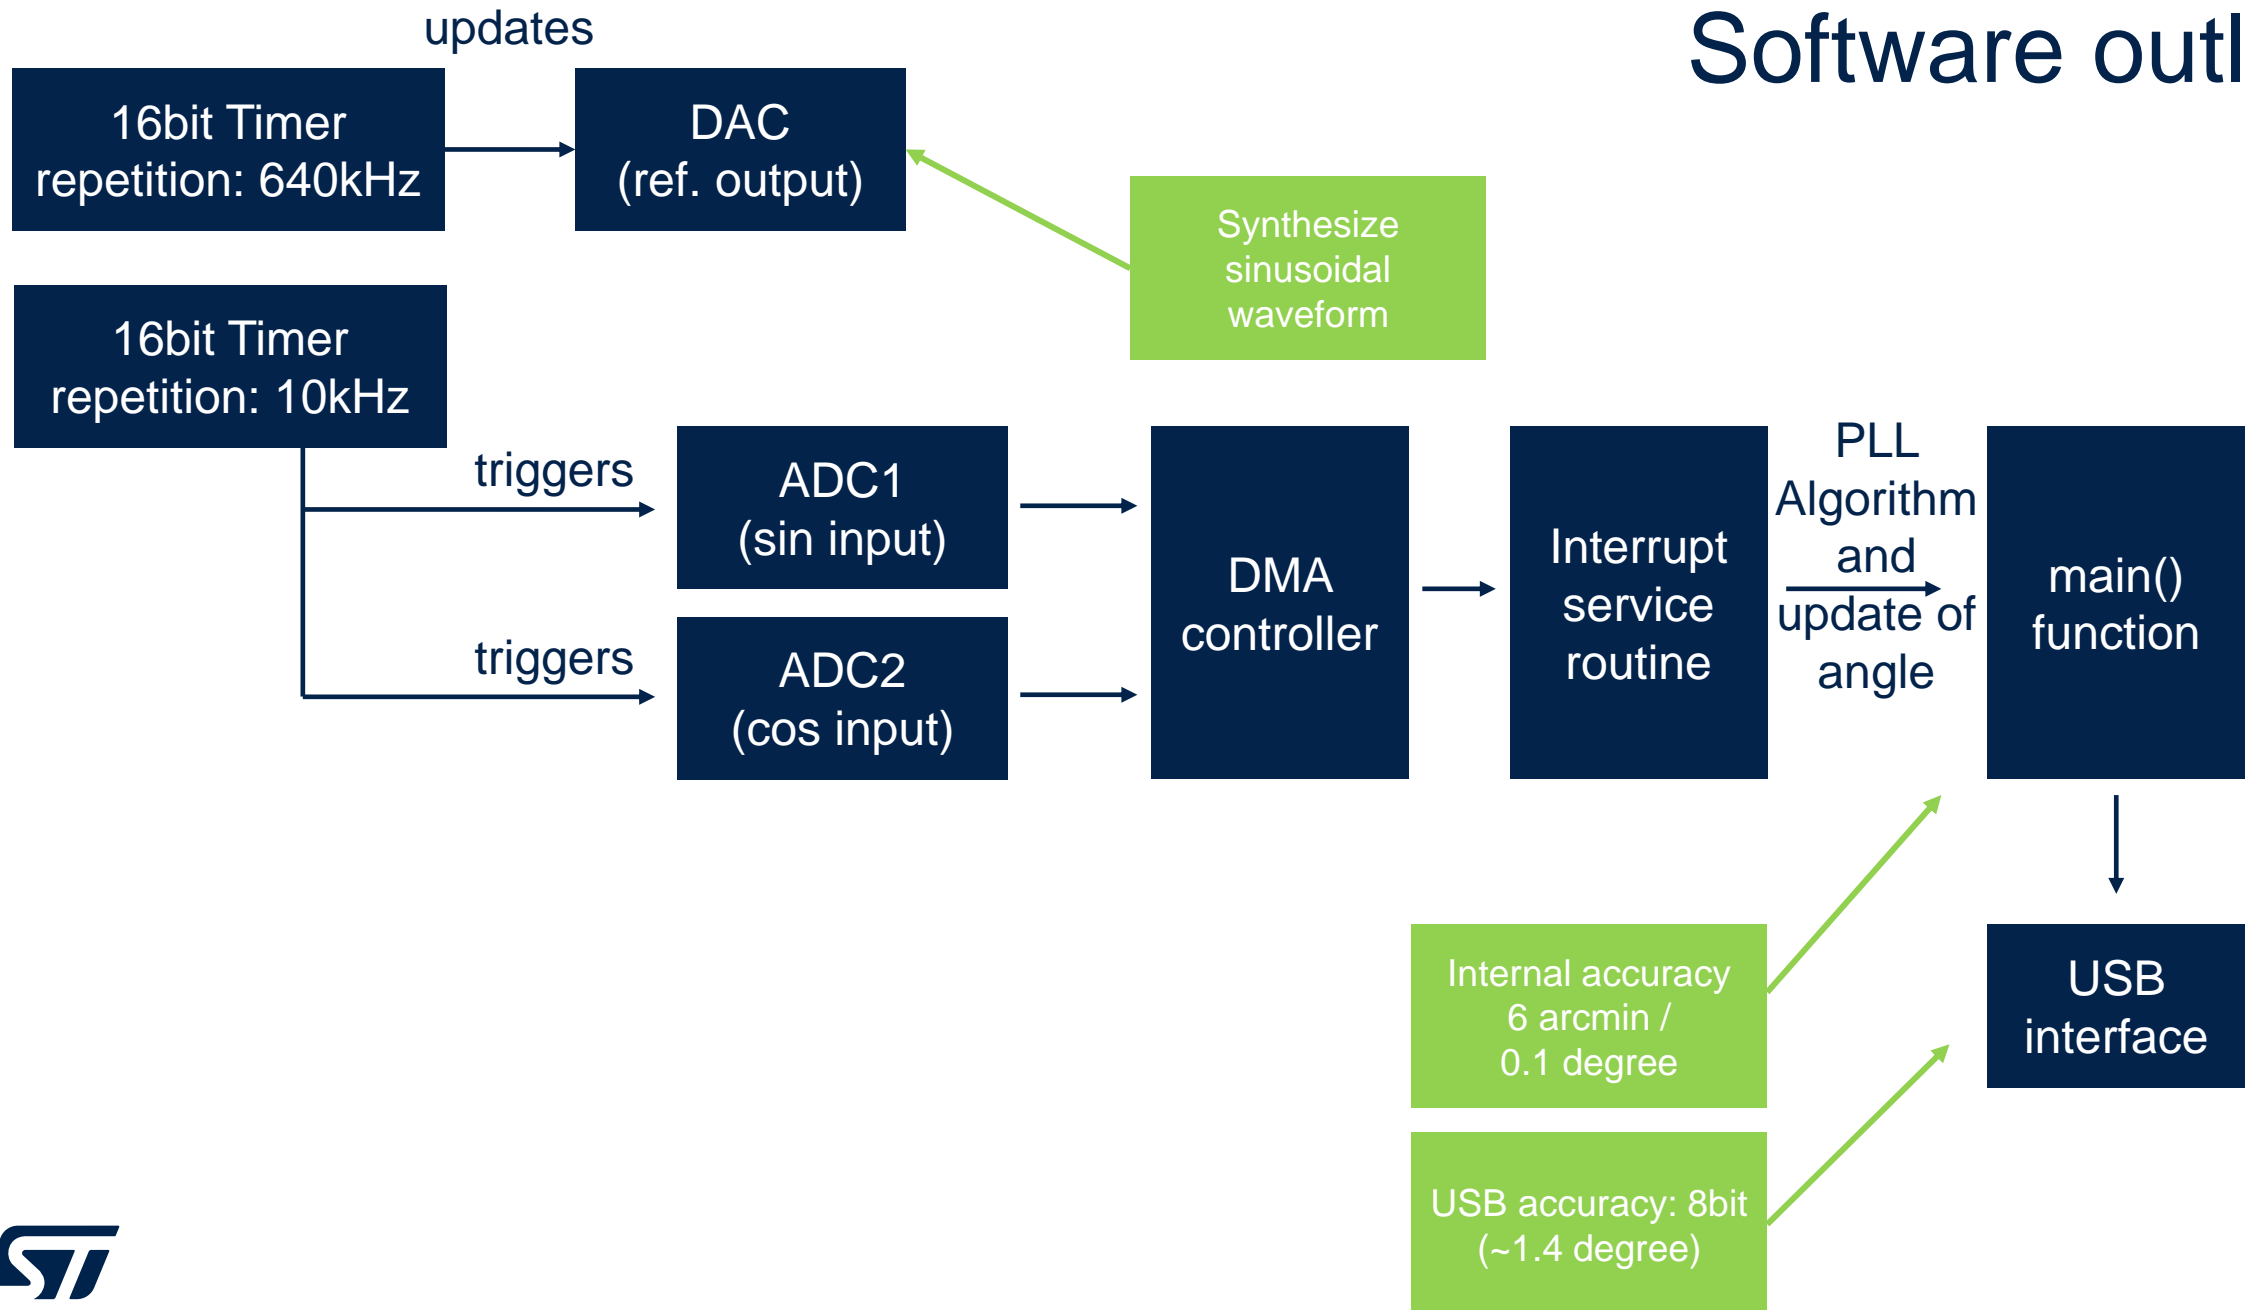 Software outl
updates
16bit Timer
repetition: 640kHz
DAC
(ref. output)
Synthesize
sinusoidal
waveform
16bit Timer
repetition: 10kHz
triggers
ADC1
(sin input)
triggers
ADC2
(cos input)
DMA
controller
Interrupt
service
routine
PLL
Algorithm
and
update of
angle
main()
function
Internal accuracy
6 arcmin /
0.1 degree
USB
interface
USB accuracy: 8bit
(~1.4 degree)
ST